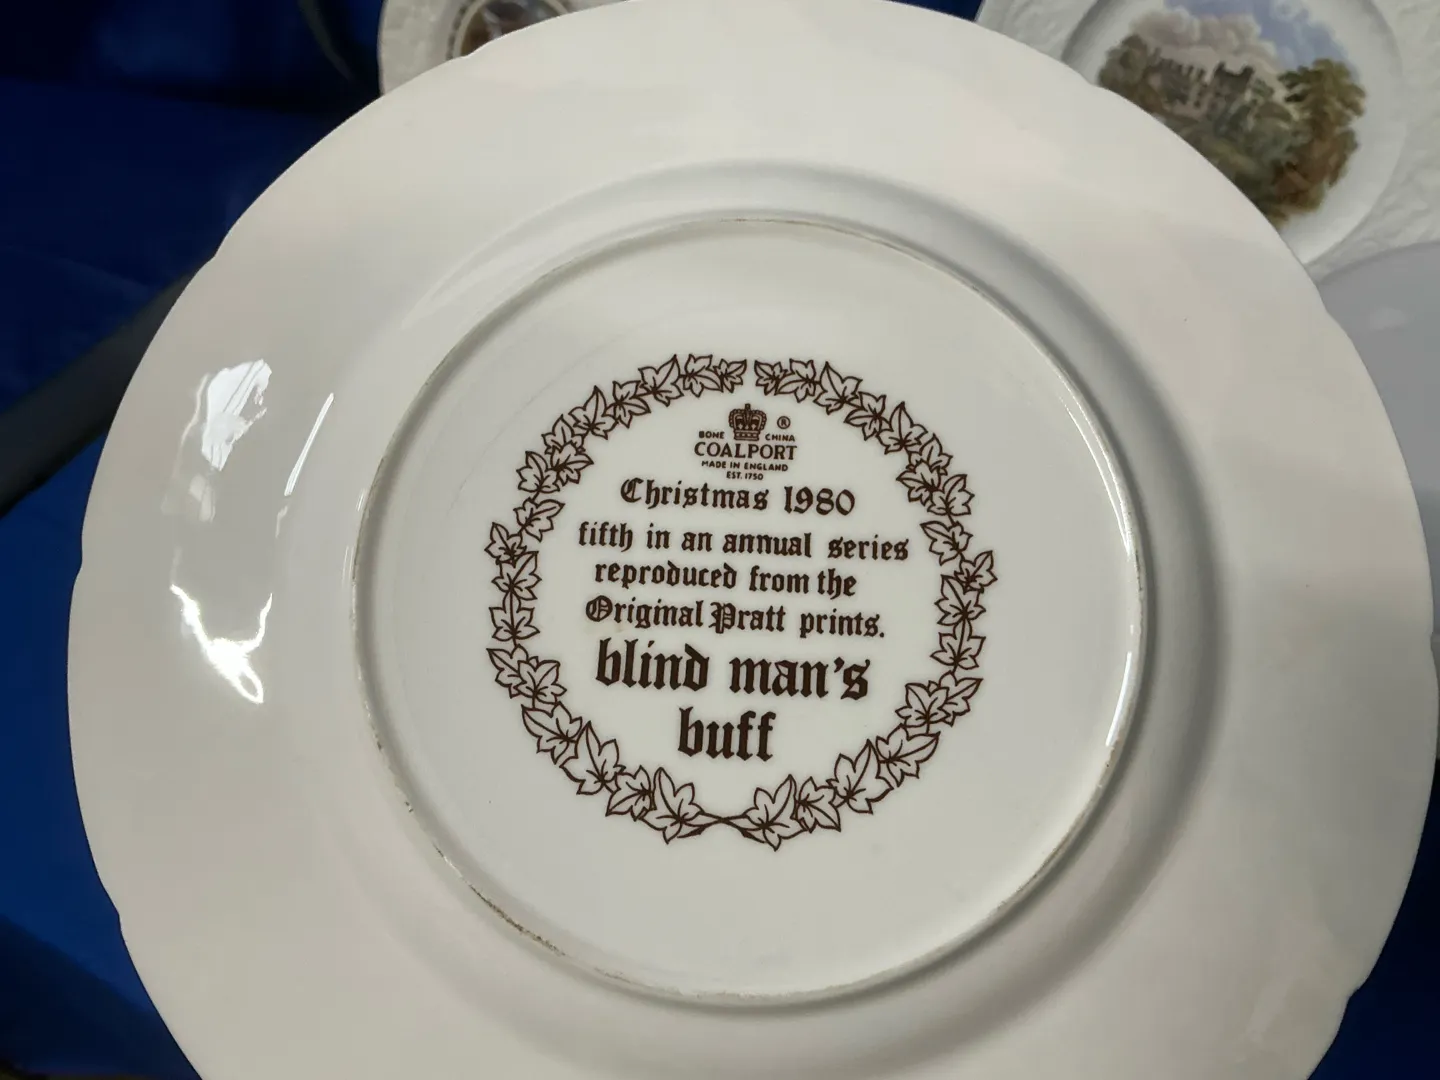 ®
BONE CHINA
COALPORT
MADE IN ENGLAND
EST. 1750
Christmas 1980
fifth in an annual series
reproduced from the
Original Pratt prints.
blind man's
buff